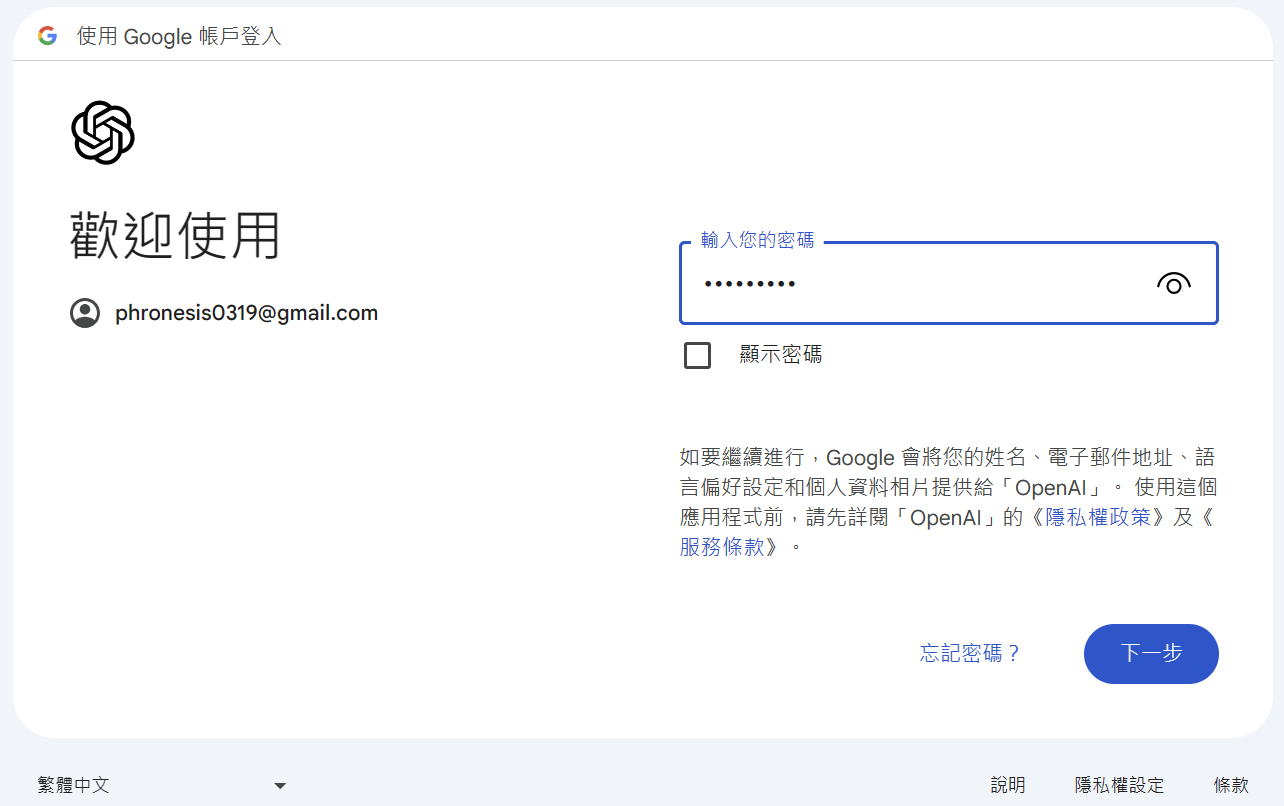 使用 Google 帳戶登入
歡迎使用
phronesis0319@gmail.com
輸入您的密碼
•••••••••
顯示密碼
如要繼續進行，Google 會將您的姓名、電子郵件地址、語
言偏好設定和個人資料相片提供給「OpenAI」。 使用這個
應用程式前，請先詳閱「OpenAI」的《隱私權政策》及《
服務條款》。
忘記密碼？
下一步
繁體中文
說明
隱私權設定
條款